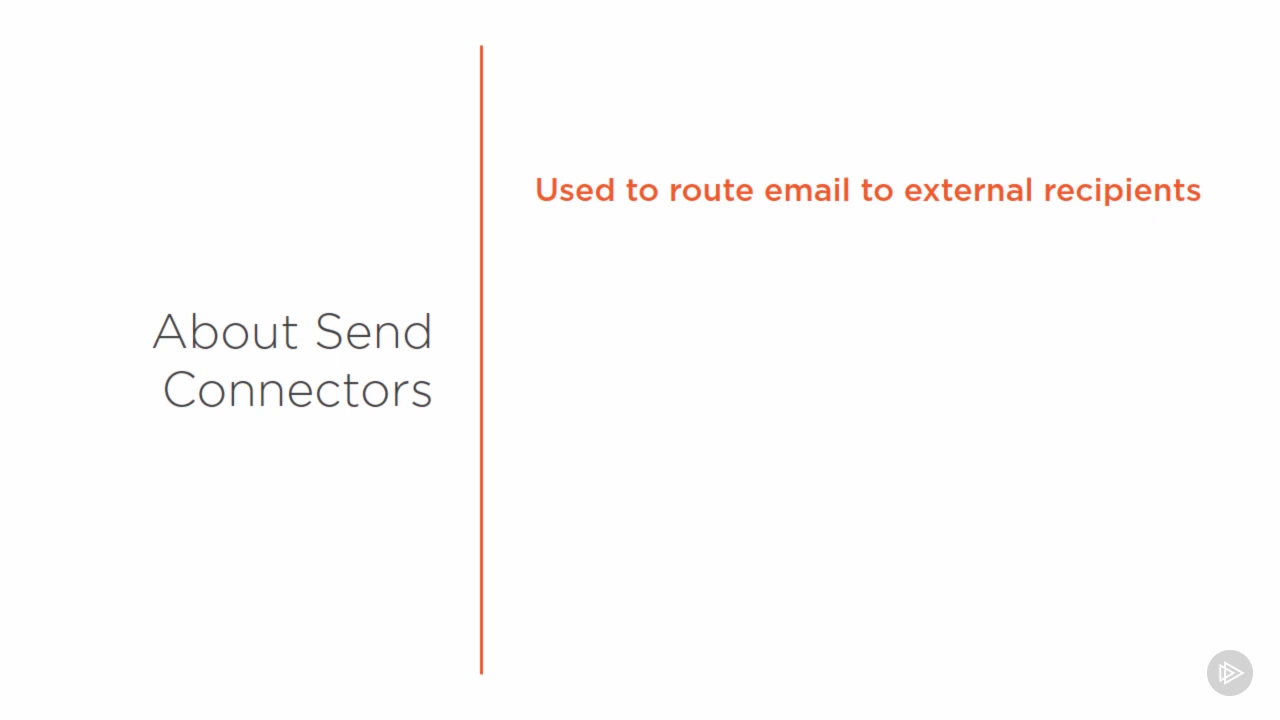 About Send
Connectors
Used to route email to external recipients